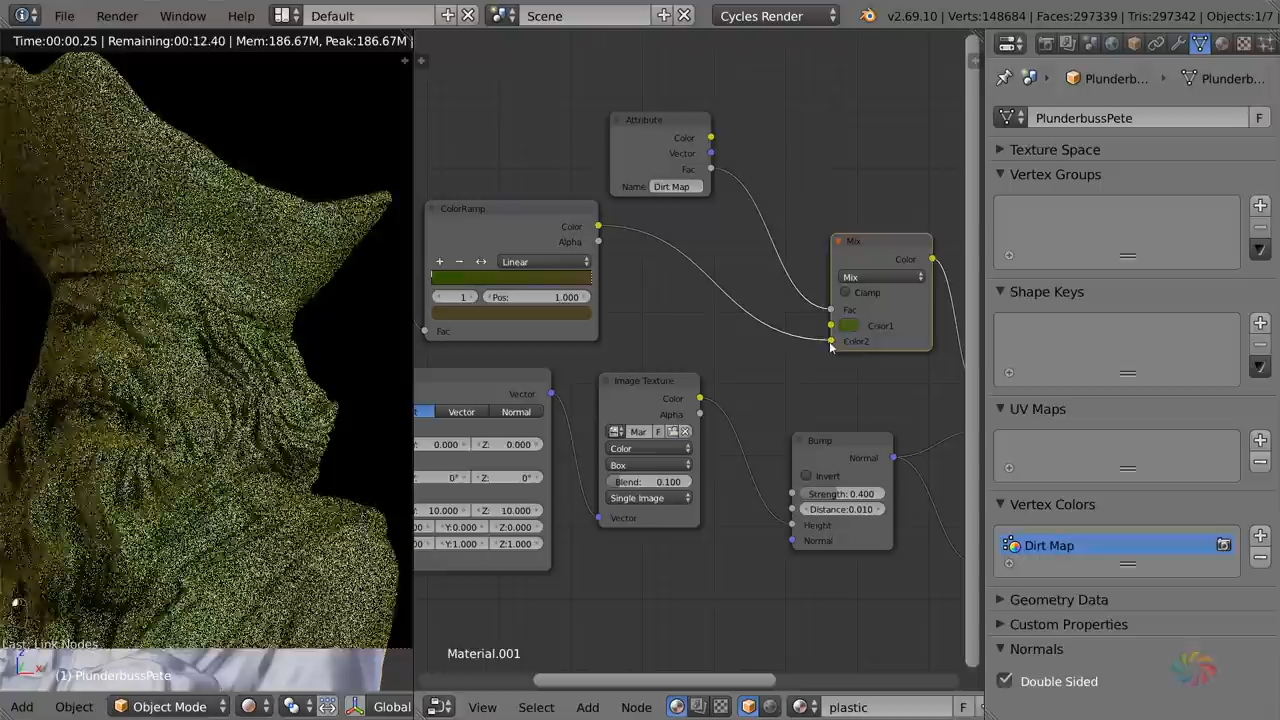 File Render Window Help Default Scene Cycles Render v2.69.10 | Verts:148684 | Faces:297339 | Tris:297342 | Objects:1/7
Time:00:00.25 | Remaining:00:12.40 | Mem:186.67M, Peak:186.67M
Plunderb... Plunderb...
PlunderbussPete F
Texture Space
Vertex Groups
Shape Keys
UV Maps
Vertex Colors
Dirt Map
Geometry Data
Custom Properties
Normals
Double Sided
Attribute
Color
Vector
Fac
Name Dirt Map
ColorRamp
Color
Alpha
Linear
1 Pos: 1.000
Fac
Mix
Color
Mix
Clamp
Fac
Color1
Color2
Vector
Vector Normal
0.000 Z: 0.000
0° Z: 0°
10.000 Z: 10.000
Y:0.000 Z:0.000
Y:1.000 Z:1.000
Image Texture
Color
Alpha
Mar F
Color
Box
Blend: 0.100
Single Image
Vector
Bump
Normal
Invert
Strength: 0.400
Distance:0.010
Height
Normal
Material.001
Last: Link Nodes
z
x
(1) PlunderbussPete
Add Object Object Mode Global
View Select Add Node plastic F